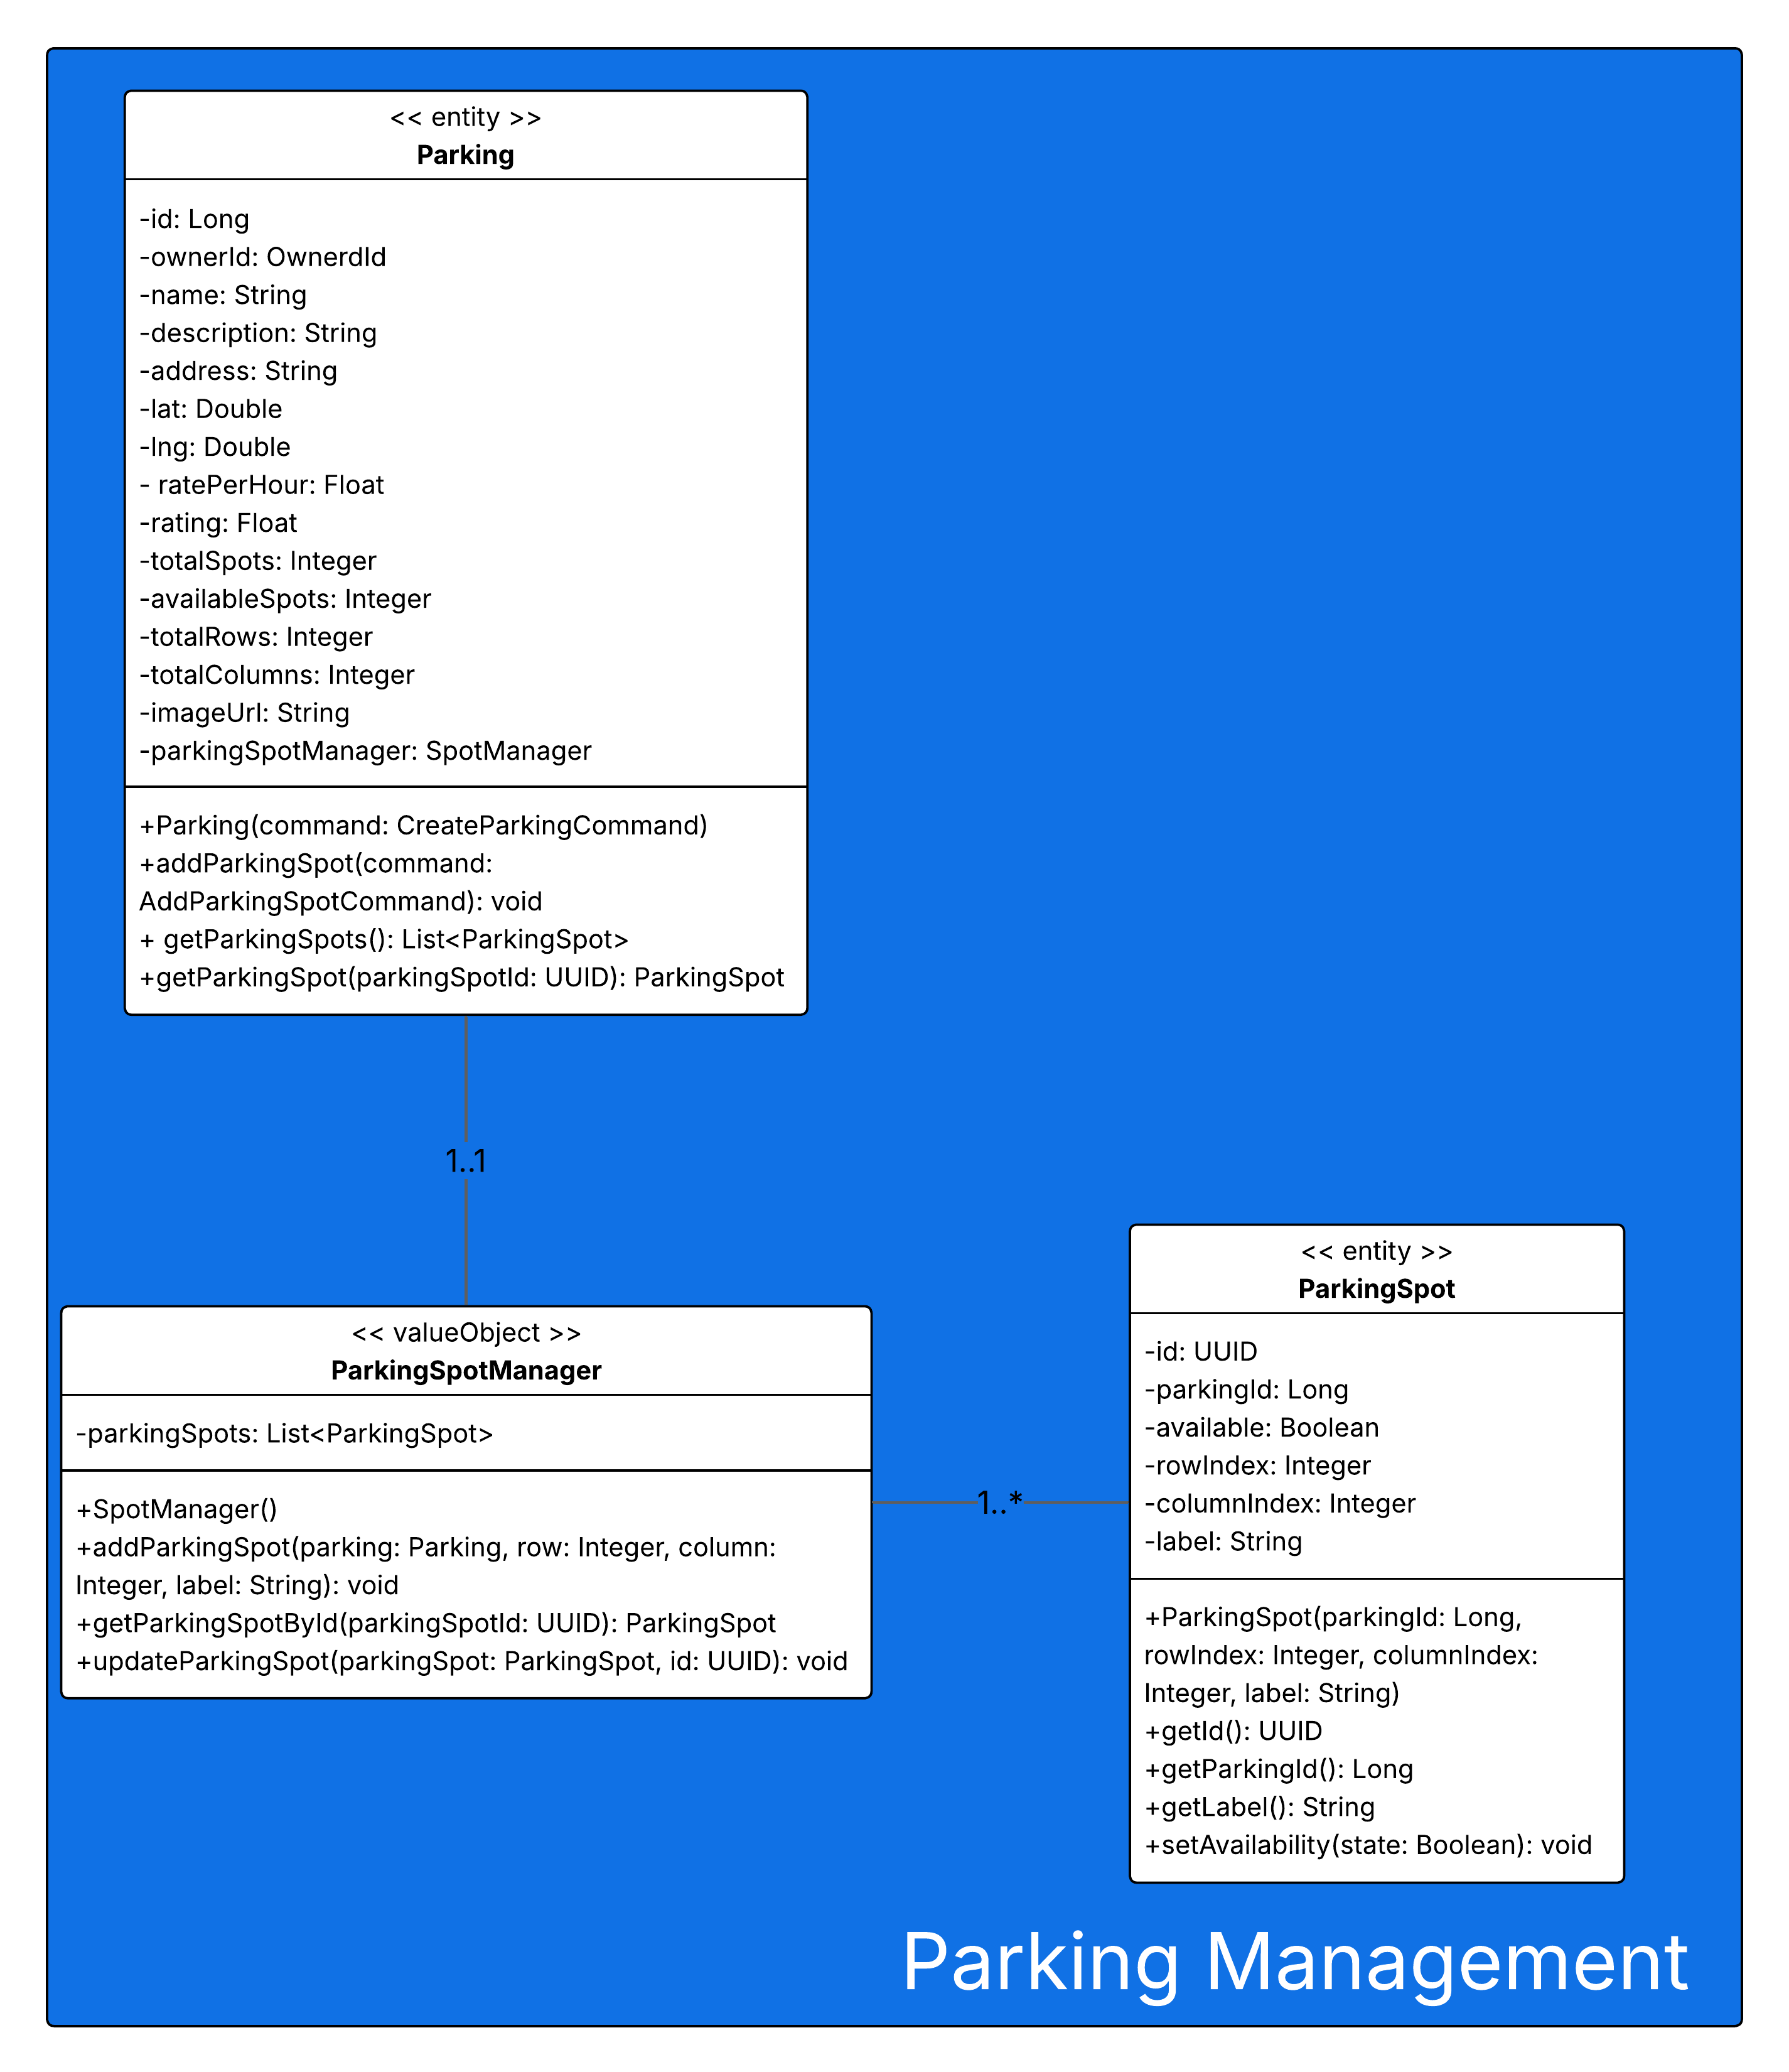 << entity >>
Parking
-id: Long
-ownerId: OwnerdId
-name: String
-description: String
-address: String
-lat: Double
-lng: Double
- ratePerHour: Float
-rating: Float
-totalSpots: Integer
-availableSpots: Integer
-totalRows: Integer
-totalColumns: Integer
-imageUrl: String
-parkingSpotManager: SpotManager
+Parking(command: CreateParkingCommand)
+addParkingSpot(command:
AddParkingSpotCommand): void
+ getParkingSpots(): List<ParkingSpot>
+getParkingSpot(parkingSpotId: UUID): ParkingSpot
1..1
<< valueObject >>
ParkingSpotManager
-parkingSpots: List<ParkingSpot>
+SpotManager()
+addParkingSpot(parking: Parking, row: Integer, column:
Integer, label: String): void
+getParkingSpotById(parkingSpotId: UUID): ParkingSpot
+updateParkingSpot(parkingSpot: ParkingSpot, id: UUID): void
1..*
<< entity >>
ParkingSpot
-id: UUID
-parkingId: Long
-available: Boolean
-rowIndex: Integer
-columnIndex: Integer
-label: String
+ParkingSpot(parkingId: Long,
rowIndex: Integer, columnIndex:
Integer, label: String)
+getId(): UUID
+getParkingId(): Long
+getLabel(): String
+setAvailability(state: Boolean): void
Parking Management